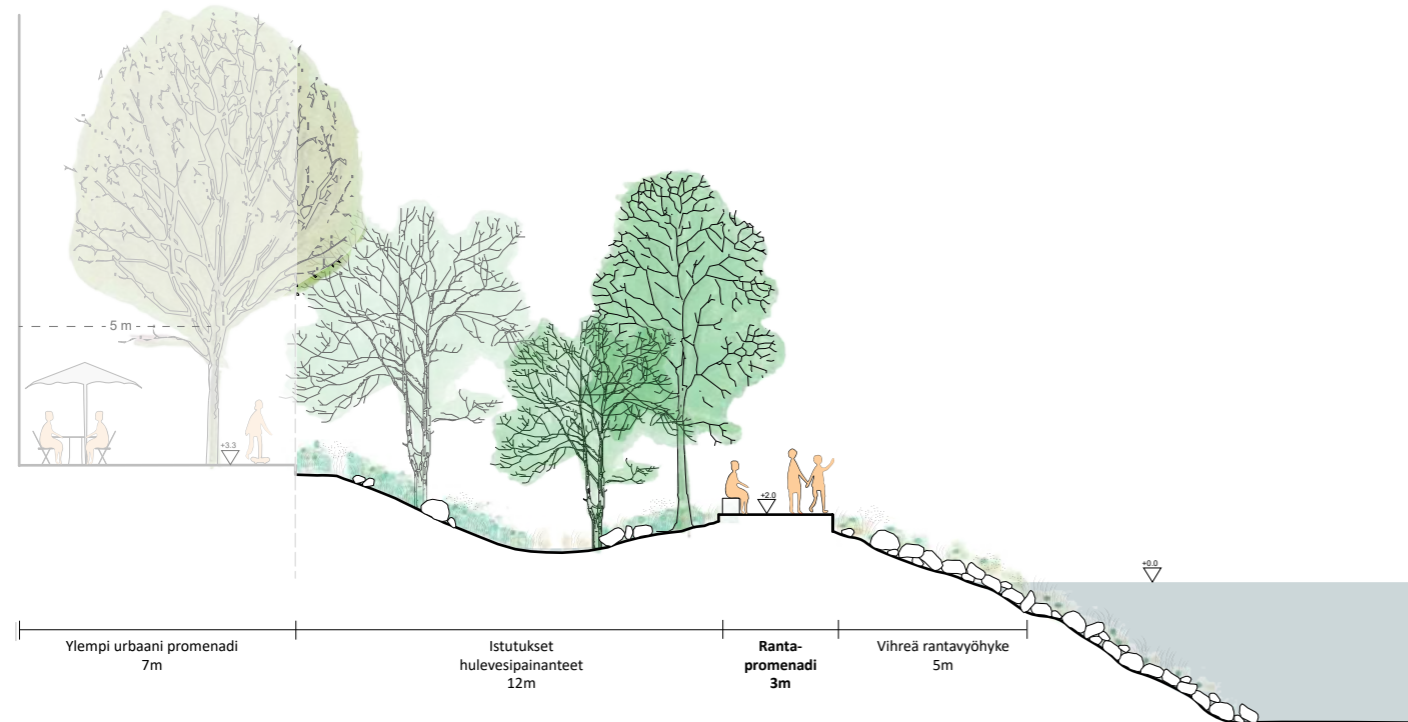 5 m
+3.3
+2.0
+0.0
Ylempi urbaani promenadi
7m
Istutukset
hulevesipainanteet
12m
Ranta-
promenadi
3m
Vihreä rantavyöhyke
5m